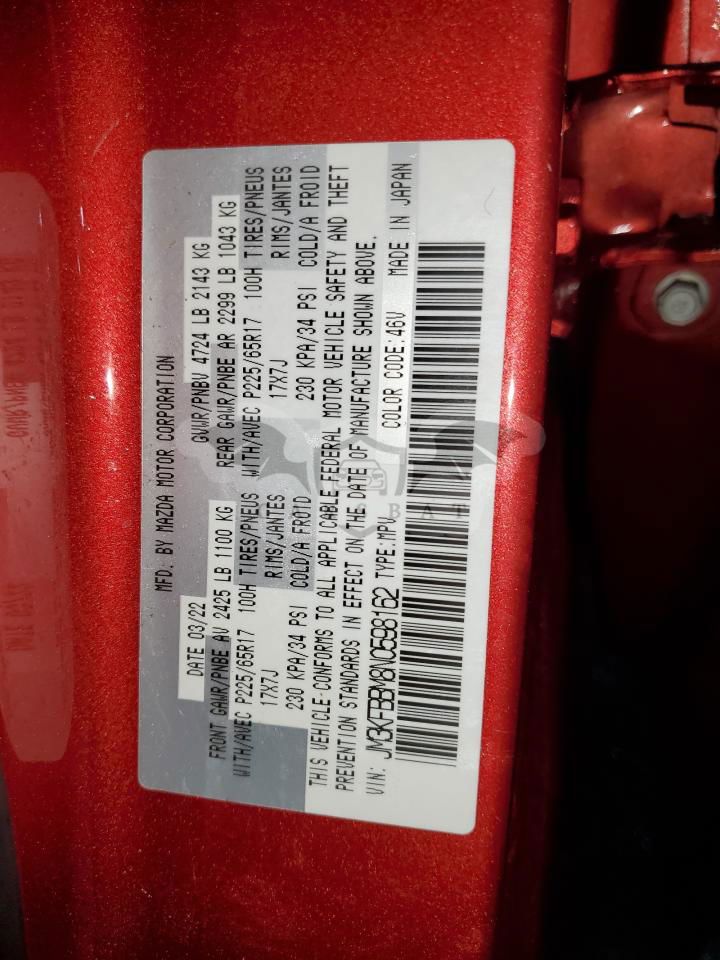 MFD. BY MAZDA MOTOR CORPORATION
DATE 03/22 GVWR/PNBV 4724 LB 2143 KG
FRONT GAWR/PNBE AV 2425 LB 1100 KG REAR GAWR/PNBE AR 2299 LB 1043 KG
WITH/AVEC P225/65R17 100H TIRES/PNEUS WITH/AVEC P225/65R17 100H TIRES/PNEUS
17X7J RIMS/JANTES 17X7J RIMS/JANTES
230 KPA/34 PSI COLD/A FROID 230 KPA/34 PSI COLD/A FROID
THIS VEHICLE CONFORMS TO ALL APPLICABLE FEDERAL MOTOR VEHICLE SAFETY AND THEFT
PREVENTION STANDARDS IN EFFECT ON THE DATE OF MANUFACTURE SHOWN ABOVE.
VIN: JM3KFBBM8N0598162 TYPE:MPV COLOR CODE:46V MADE IN JAPAN